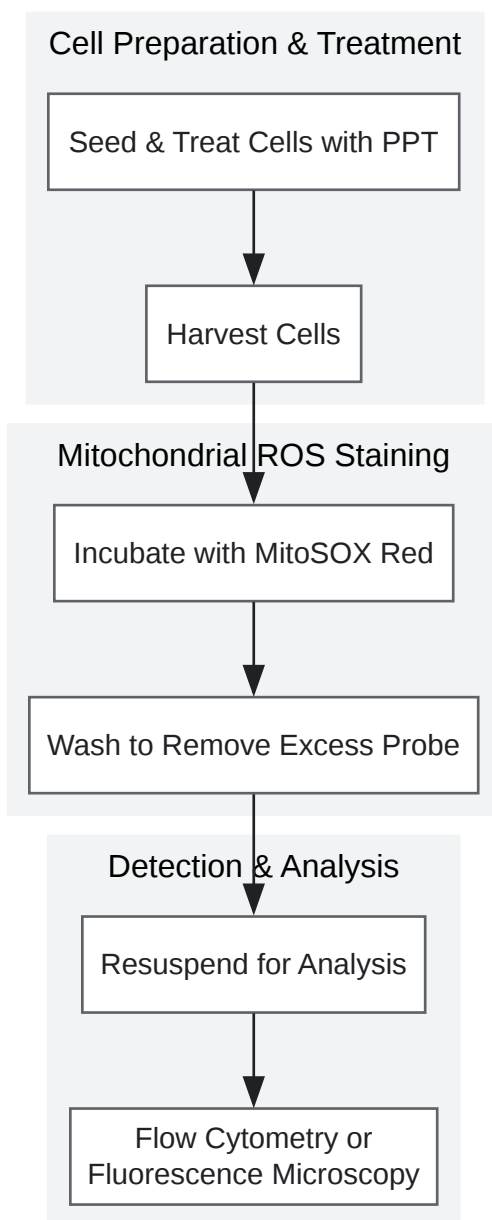 Cell Preparation & Treatment
Seed & Treat Cells with PPT
Harvest Cells
Mitochondrial ROS Staining
Incubate with MitoSOX Red
Wash to Remove Excess Probe
Detection & Analysis
Resuspend for Analysis
Flow Cytometry or
Fluorescence Microscopy